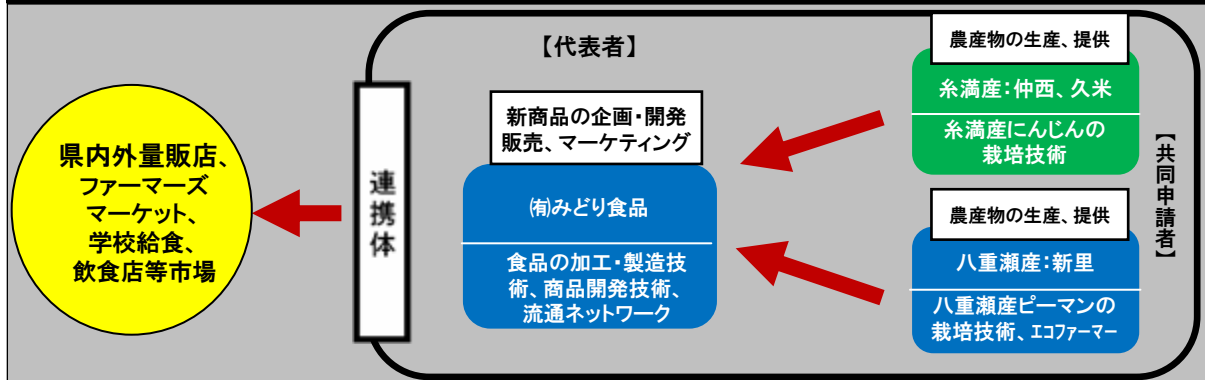 県内外量販店、
ファーマーズ
マーケット、
学校給食、
飲食店等市場
連携体
【代表者】
新商品の企画・開発
販売、マーケティング
㈲みどり食品
食品の加工・製造技
術、商品開発技術、
流通ネットワーク
農産物の生産、提供
糸満産：仲西、久米
糸満産にんじんの
栽培技術
農産物の生産、提供
八重瀬産：新里
八重瀬産ピーマンの
栽培技術、ｴｺﾌｧｰﾏｰ
【共同申請者】